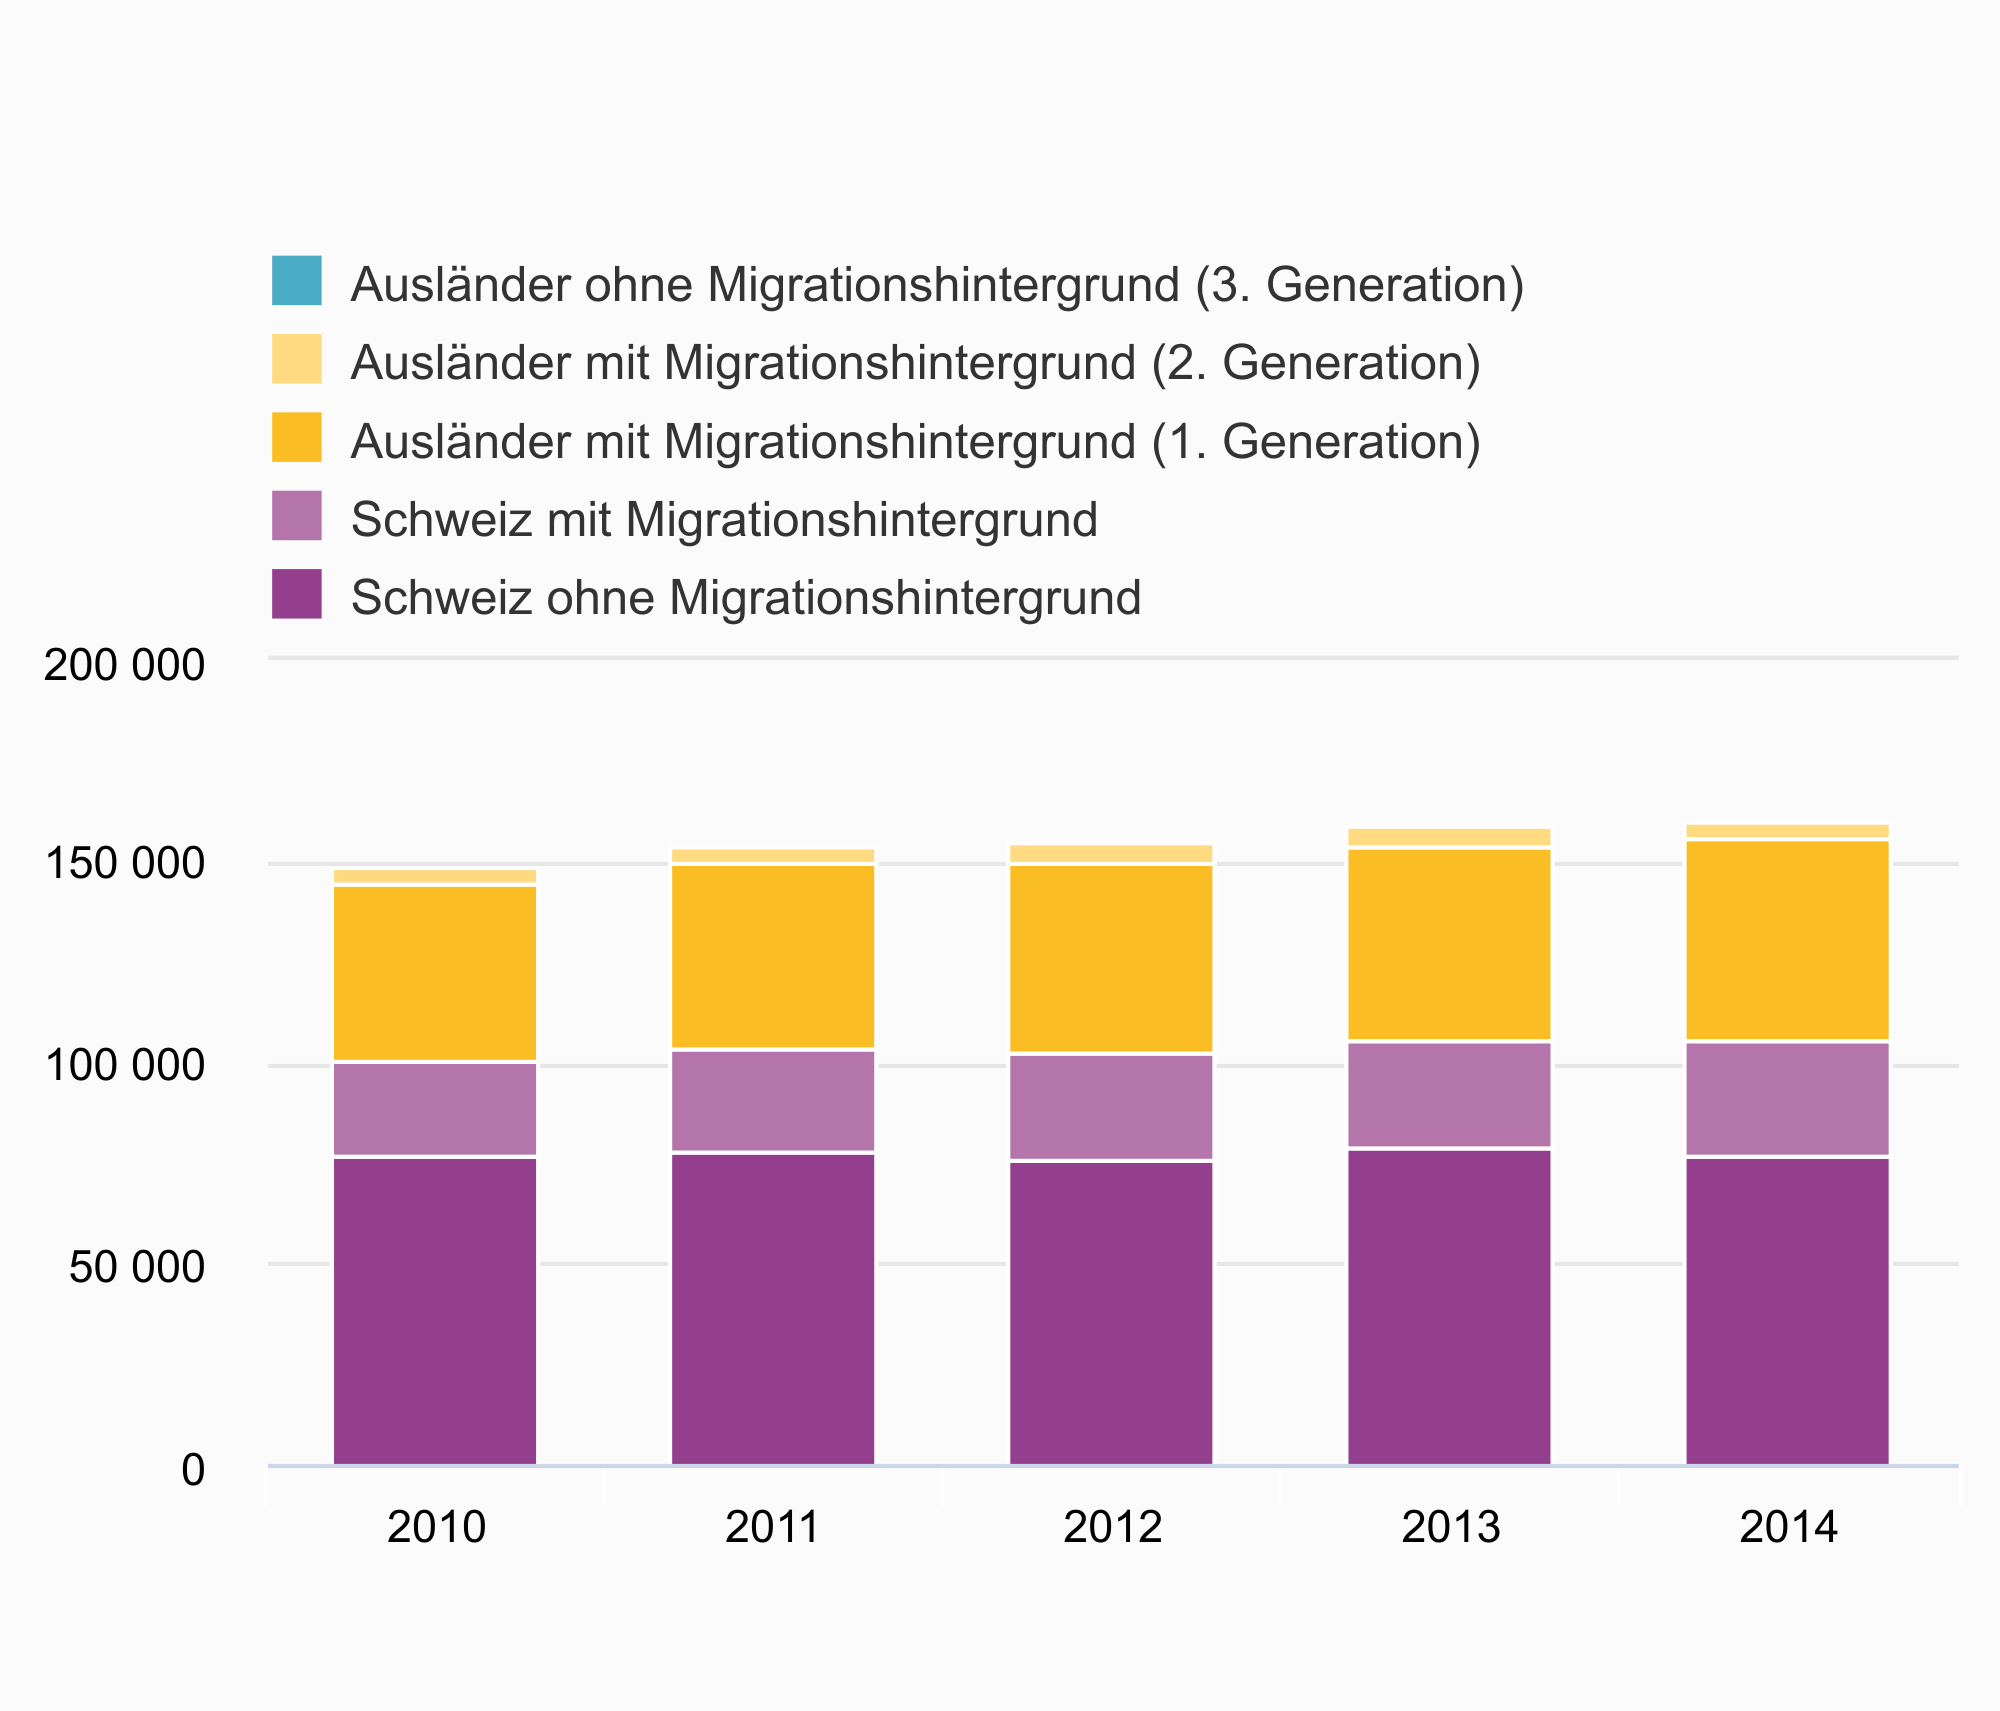 Ausländer ohne Migrationshintergrund (3. Generation)
Ausländer mit Migrationshintergrund (2. Generation)
Ausländer mit Migrationshintergrund (1. Generation)
Schweiz mit Migrationshintergrund
Schweiz ohne Migrationshintergrund
200 000
150 000
100 000
50 000
0
2010 2011 2012 2013 2014